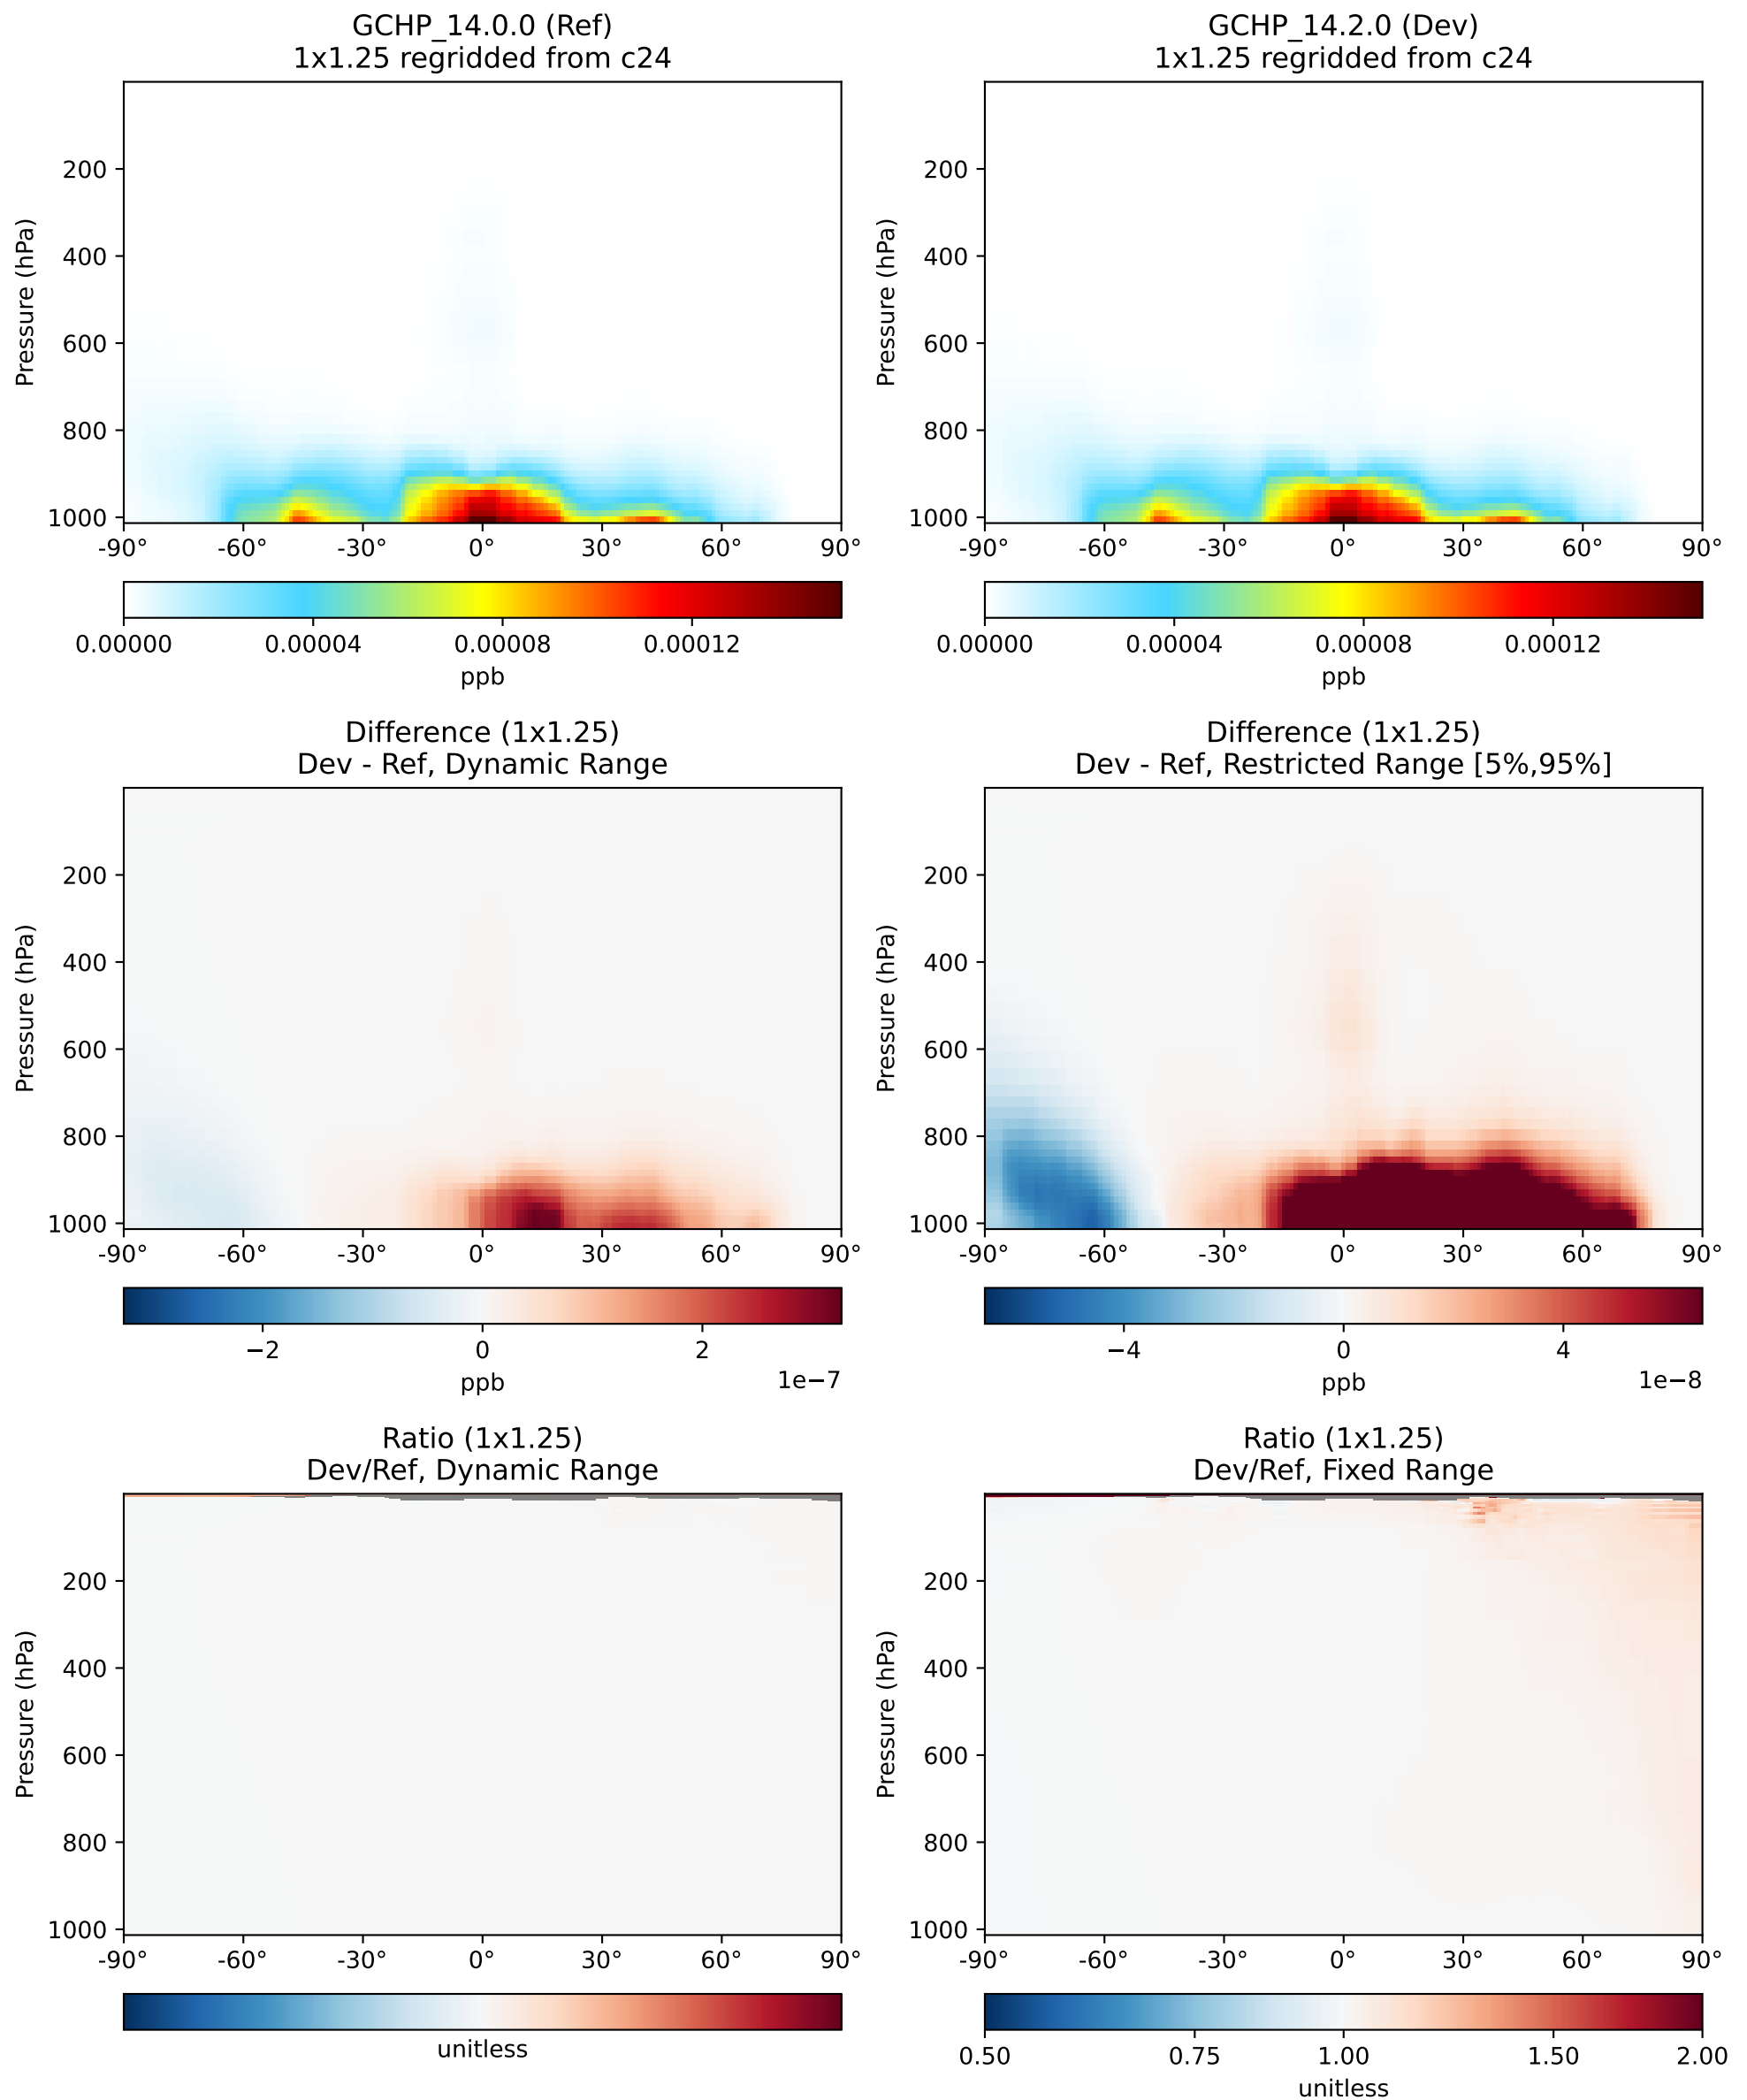 GCHP_14.0.0 (Ref)
1x1.25 regridded from c24
Pressure (hPa)
200
400
600
800
1000
-90° -60° -30° 0° 30° 60° 90°
0.00000 0.00004 0.00008 0.00012
ppb
GCHP_14.2.0 (Dev)
1x1.25 regridded from c24
Pressure (hPa)
200
400
600
800
1000
-90° -60° -30° 0° 30° 60° 90°
0.00000 0.00004 0.00008 0.00012
ppb
Difference (1x1.25)
Dev - Ref, Dynamic Range
Pressure (hPa)
200
400
600
800
1000
-90° -60° -30° 0° 30° 60° 90°
−2 0 2
ppb
1e−7
Difference (1x1.25)
Dev - Ref, Restricted Range [5%,95%]
Pressure (hPa)
200
400
600
800
1000
-90° -60° -30° 0° 30° 60° 90°
−4 0 4
ppb
1e−8
Ratio (1x1.25)
Dev/Ref, Dynamic Range
Pressure (hPa)
200
400
600
800
1000
-90° -60° -30° 0° 30° 60° 90°
unitless
Ratio (1x1.25)
Dev/Ref, Fixed Range
Pressure (hPa)
200
400
600
800
1000
-90° -60° -30° 0° 30° 60° 90°
0.50 0.75 1.00 1.50 2.00
unitless